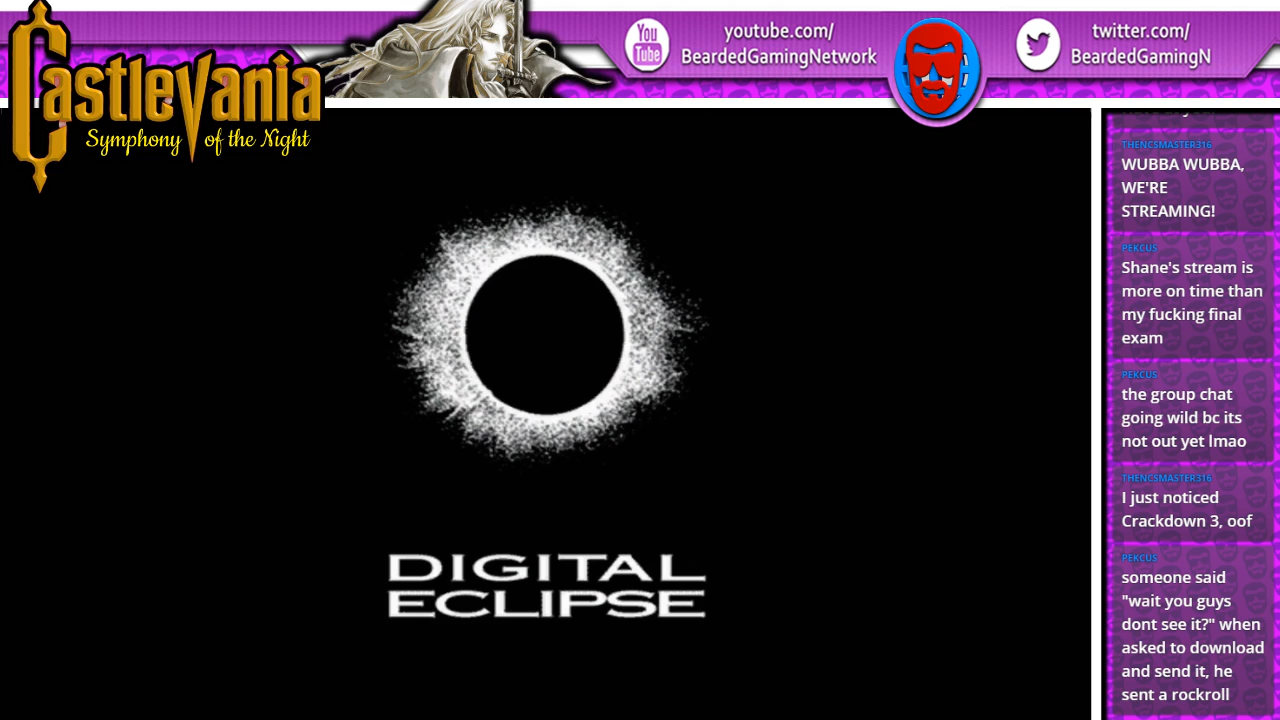 Castlevania
Symphony of the Night
You
Tube
youtube.com/
BeardedGamingNetwork
twitter.com/
BeardedGamingN
DIGITAL
ECLIPSE
THENCSMASTER316
WUBBA WUBBA,
WE'RE
STREAMING!
PEKCUS
Shane's stream is
more on time than
my fucking final
exam
PEKCUS
the group chat
going wild bc its
not out yet lmao
THENCSMASTER316
I just noticed
Crackdown 3, oof
PEKCUS
someone said
"wait you guys
dont see it?" when
asked to download
and send it, he
sent a rockroll